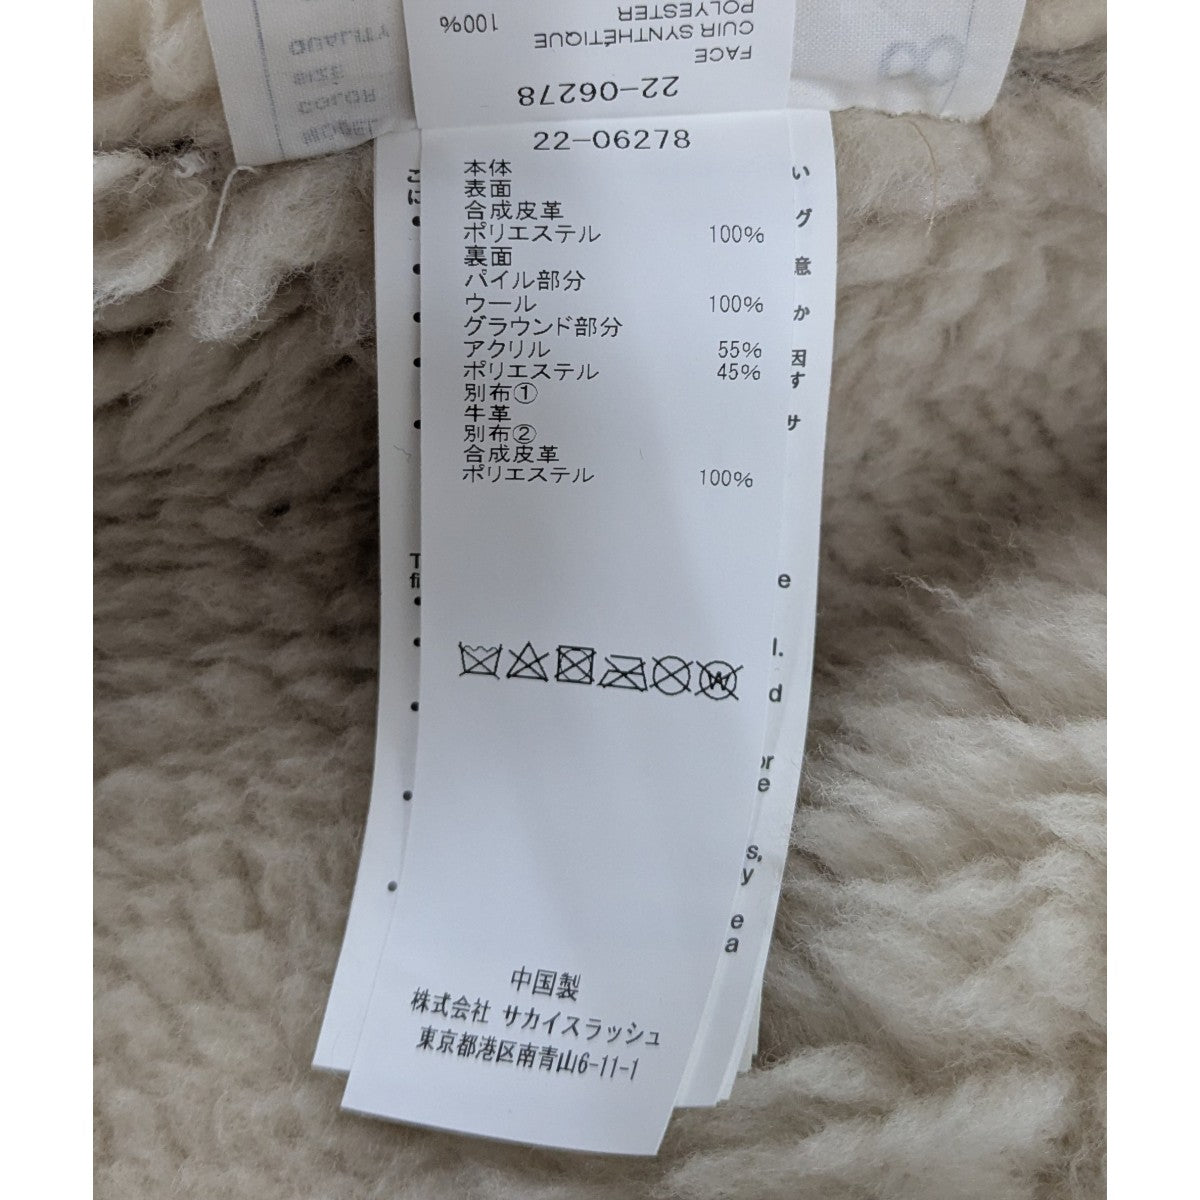 POLYESTER 100%
CUIR SYNTHÉTIQUE
FACE
22-06278
QUALITY
SIZE
COLOR
MODEL
22-06278
本体
表面
合成皮革
ポリエステル 100%
裏面
パイル部分
ウール 100%
グラウンド部分
アクリル 55%
ポリエステル 45%
別布①
牛革
別布②
合成皮革
ポリエステル 100%
W
中国製
株式会社 サカイスラッシュ
東京都港区南青山6-11-1